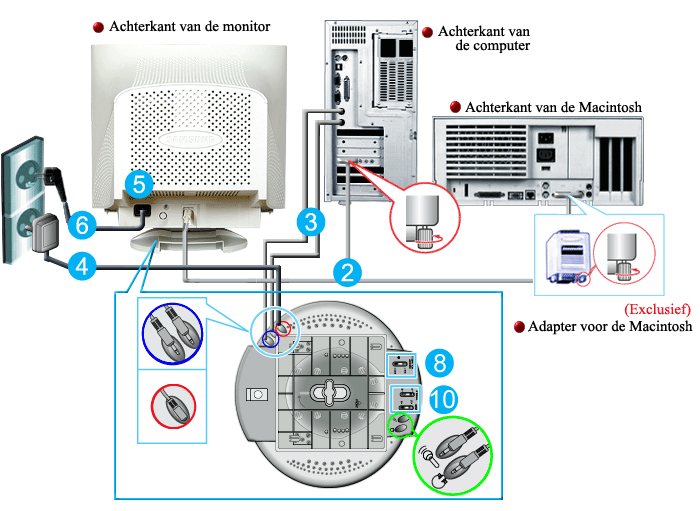 Achterkant van de monitor
Achterkant van
de computer
Achterkant van de Macintosh
5
6
3
4
2
(Exclusief)
Adapter voor de Macintosh
8
10